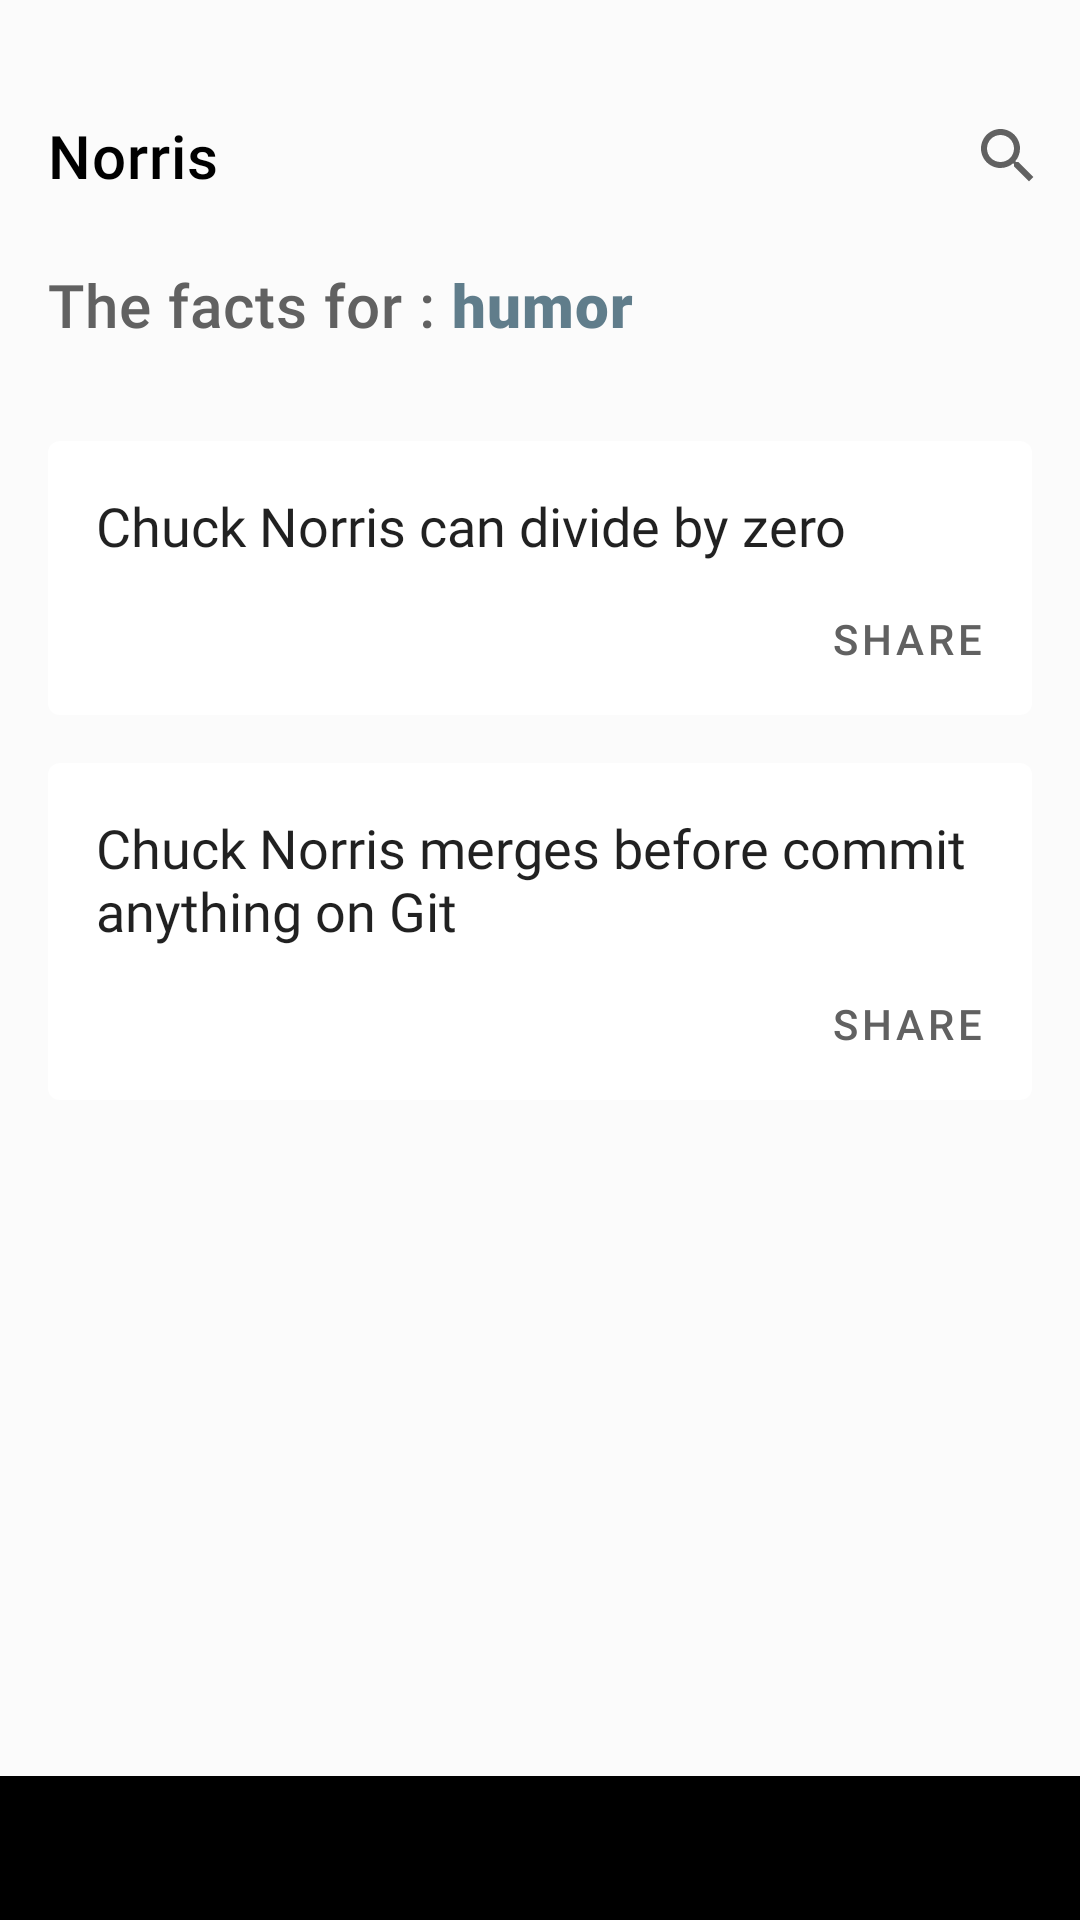 Norris
The facts for : humor
Chuck Norris can divide by zero
SHARE
Chuck Norris merges before commit
anything on Git
SHARE